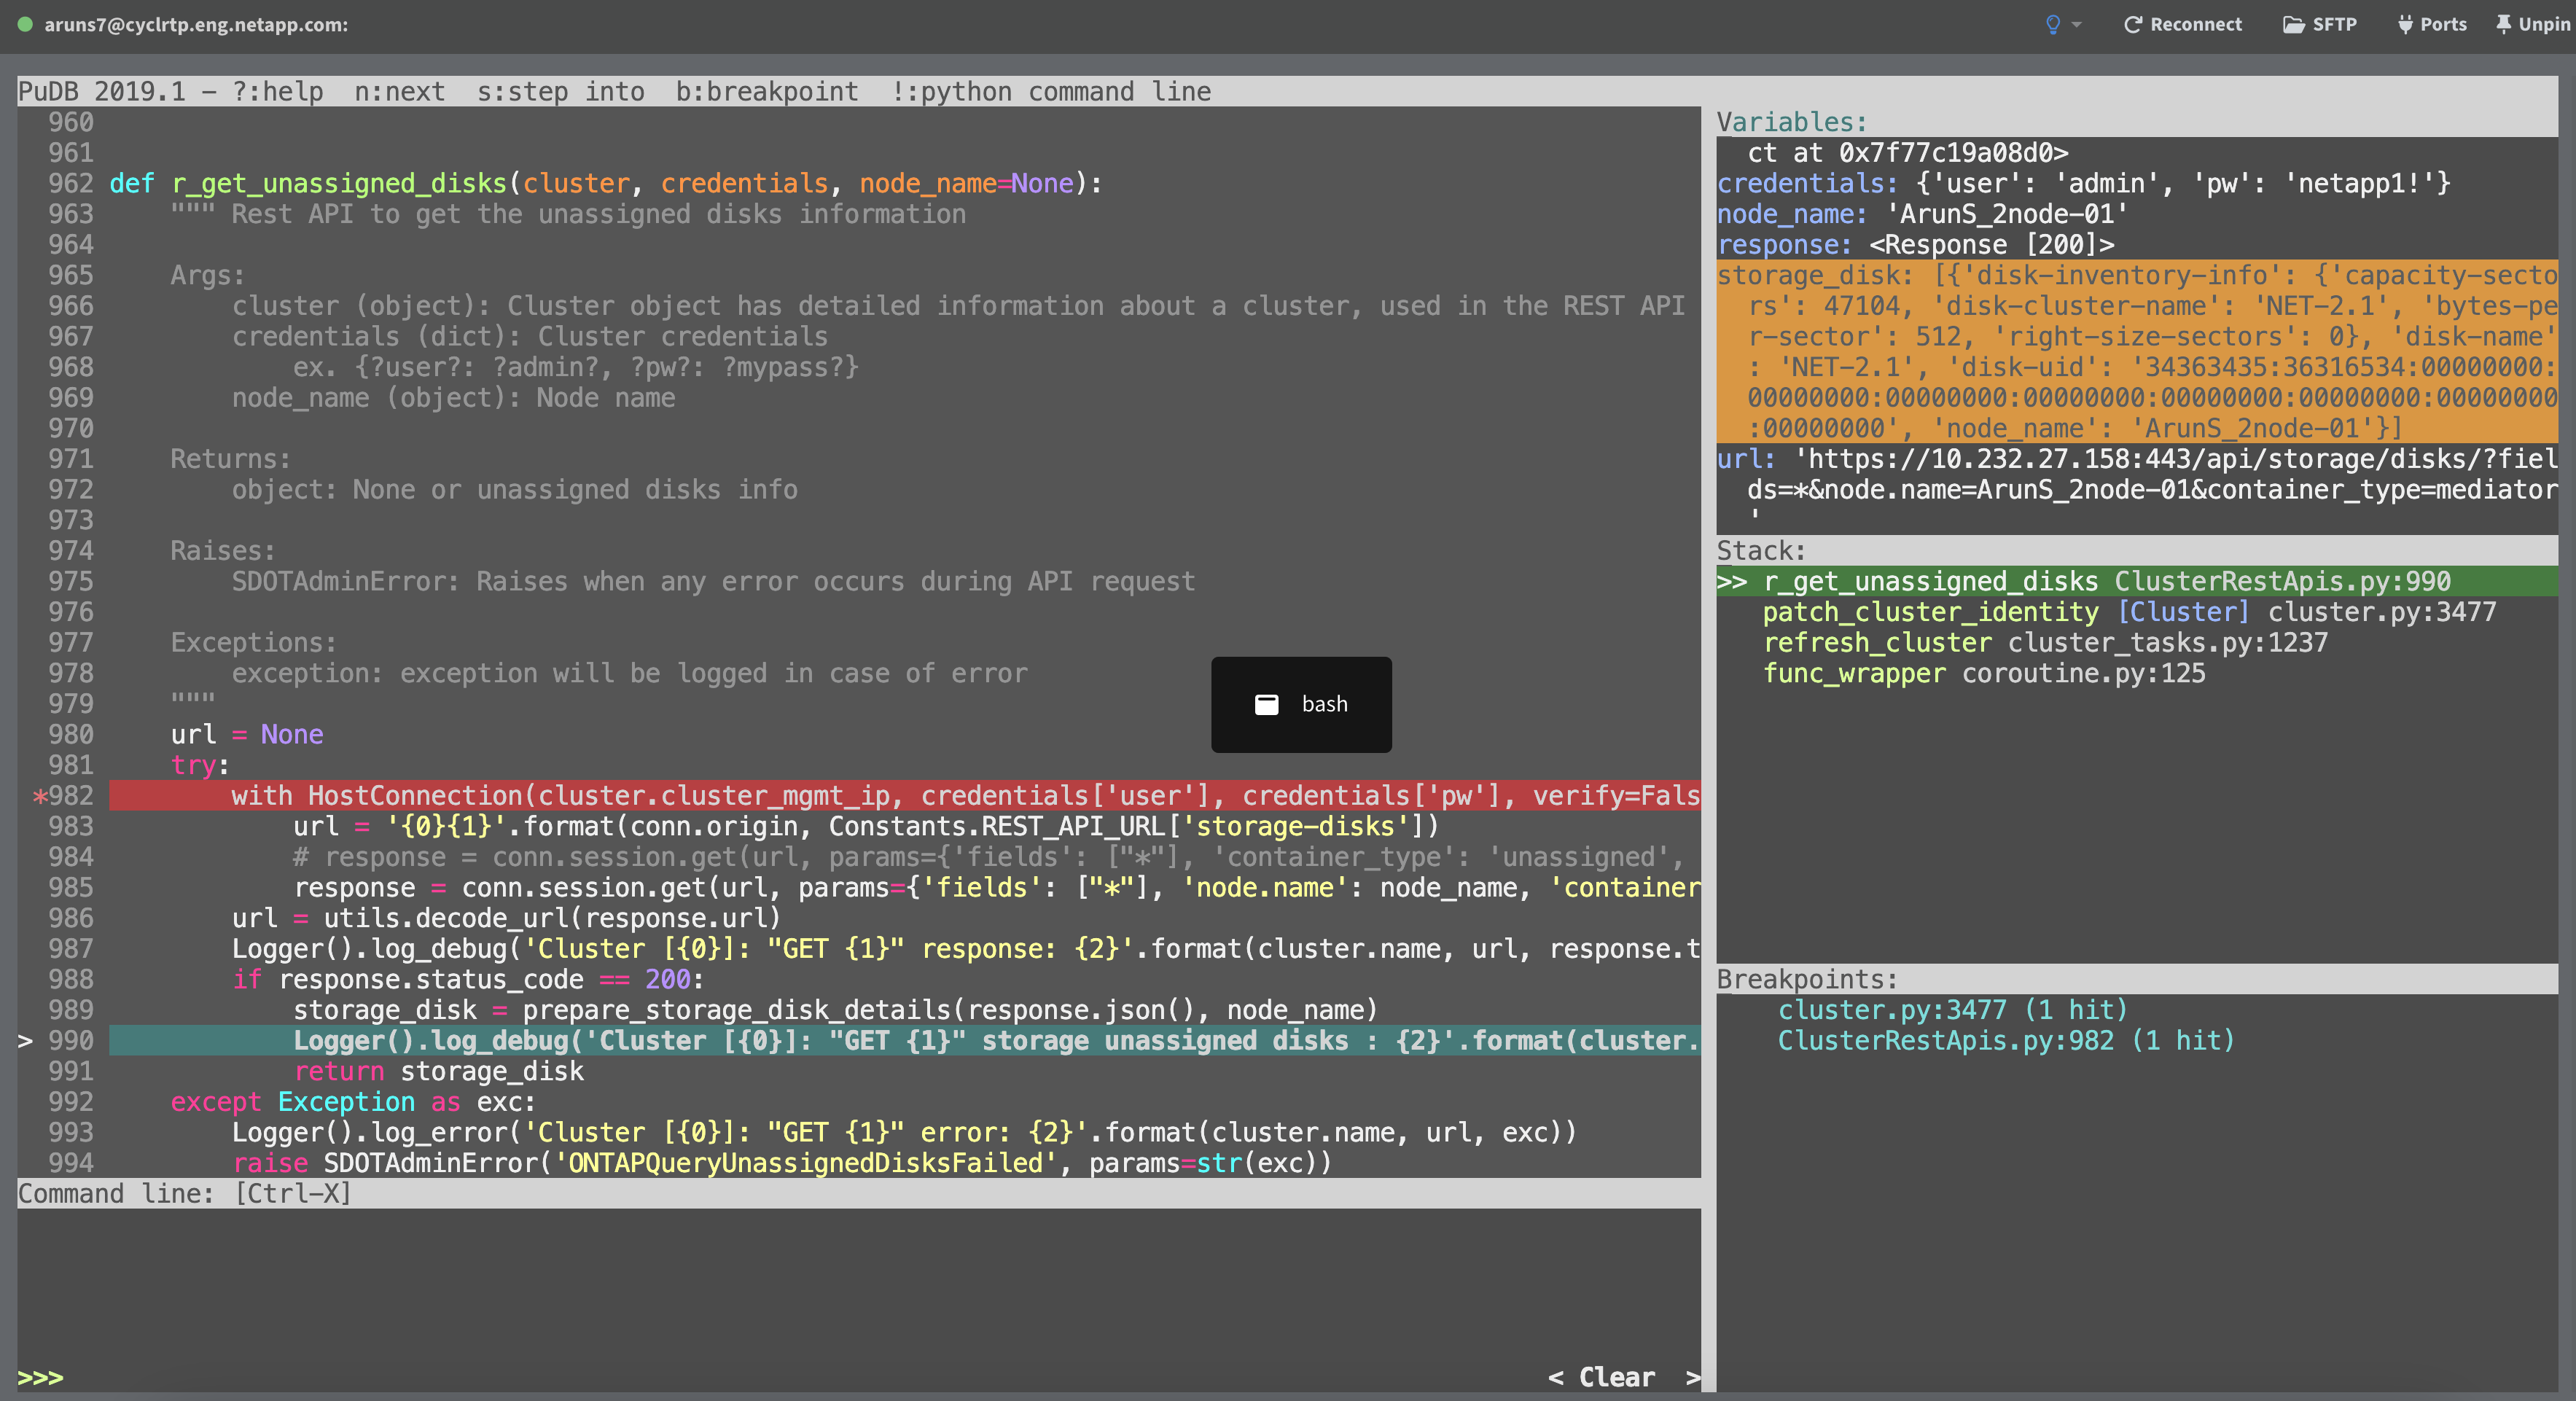 aruns7@cyclrtp.eng.netapp.com:
Reconnect SFTP Ports Unpin
PuDB 2019.1 - ?:help  n:next  s:step into  b:breakpoint  !:python command line
960
961
962 def r_get_unassigned_disks(cluster, credentials, node_name=None):
963     """ Rest API to get the unassigned disks information
964
965     Args:
966         cluster (object): Cluster object has detailed information about a cluster, used in the REST API
967         credentials (dict): Cluster credentials
968             ex. {?user?: ?admin?, ?pw?: ?mypass?}
969         node_name (object): Node name
970
971     Returns:
972         object: None or unassigned disks info
973
974     Raises:
975         SDOTAdminError: Raises when any error occurs during API request
976
977     Exceptions:
978         exception: exception will be logged in case of error
979     """
980     url = None
981     try:
*982         with HostConnection(cluster.cluster_mgmt_ip, credentials['user'], credentials['pw'], verify=Fals
983             url = '{0}{1}'.format(conn.origin, Constants.REST_API_URL['storage-disks'])
984             # response = conn.session.get(url, params={'fields': ["*"], 'container_type': 'unassigned',
985             response = conn.session.get(url, params={'fields': ["*"], 'node.name': node_name, 'container
986         url = utils.decode_url(response.url)
987         Logger().log_debug('Cluster [{0}]: "GET {1}" response: {2}'.format(cluster.name, url, response.t
988         if response.status_code == 200:
989             storage_disk = prepare_storage_disk_details(response.json(), node_name)
> 990             Logger().log_debug('Cluster [{0}]: "GET {1}" storage unassigned disks : {2}'.format(cluster.
991             return storage_disk
992     except Exception as exc:
993         Logger().log_error('Cluster [{0}]: "GET {1}" error: {2}'.format(cluster.name, url, exc))
994         raise SDOTAdminError('ONTAPQueryUnassignedDisksFailed', params=str(exc))
bash
Command line: [Ctrl-X]
>>>
< Clear  >
Variables:
ct at 0x7f77c19a08d0>
credentials: {'user': 'admin', 'pw': 'netapp1!'}
node_name: 'ArunS_2node-01'
response: <Response [200]>
storage_disk: [{'disk-inventory-info': {'capacity-secto
rs': 47104, 'disk-cluster-name': 'NET-2.1', 'bytes-pe
r-sector': 512, 'right-size-sectors': 0}, 'disk-name'
: 'NET-2.1', 'disk-uid': '34363435:36316534:00000000:
00000000:00000000:00000000:00000000:00000000:00000000
:00000000', 'node_name': 'ArunS_2node-01'}]
url: 'https://10.232.27.158:443/api/storage/disks/?fiel
ds=*&node.name=ArunS_2node-01&container_type=mediator
'
Stack:
>> r_get_unassigned_disks ClusterRestApis.py:990
patch_cluster_identity [Cluster] cluster.py:3477
refresh_cluster cluster_tasks.py:1237
func_wrapper coroutine.py:125
Breakpoints:
cluster.py:3477 (1 hit)
ClusterRestApis.py:982 (1 hit)